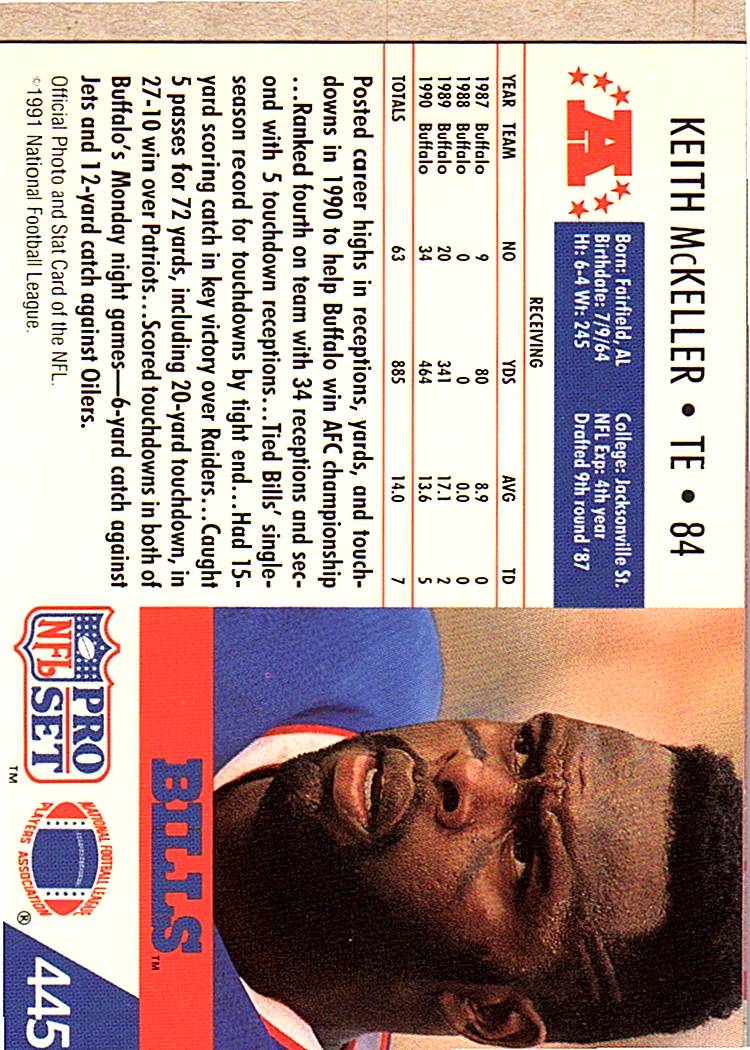 KEITH McKELLER • TE • 84
A
Born: Fairfield, AL College: Jacksonville St.
Birthdate: 7/9/64 NFL Exp: 4th year
Ht: 6-4 Wt: 245 Drafted 9th round '87
RECEIVING
YEAR TEAM NO YDS AVG TD
1987 Buffalo 9 80 8.9 0
1988 Buffalo 0 0 0.0 0
1989 Buffalo 20 341 17.1 2
1990 Buffalo 34 464 13.6 5
TOTALS 63 885 14.0 7
Posted career highs in receptions, yards, and touch-
downs in 1990 to help Buffalo win AFC championship
...Ranked fourth on team with 34 receptions and sec-
ond with 5 touchdown receptions...Tied Bills' single-
season record for touchdowns by tight end...Had 15-
yard scoring catch in key victory over Raiders...Caught
5 passes for 72 yards, including 20-yard touchdown, in
27-10 win over Patriots...Scored touchdowns in both of
Buffalo's Monday night games—6-yard catch against
Jets and 12-yard catch against Oilers.
Official Photo and Stat Card of the NFL.
©1991 National Football League.
BILLS™
PRO
NFL SET™
NATIONAL FOOTBALL LEAGUE
PLAYERS ASSOCIATION®
445